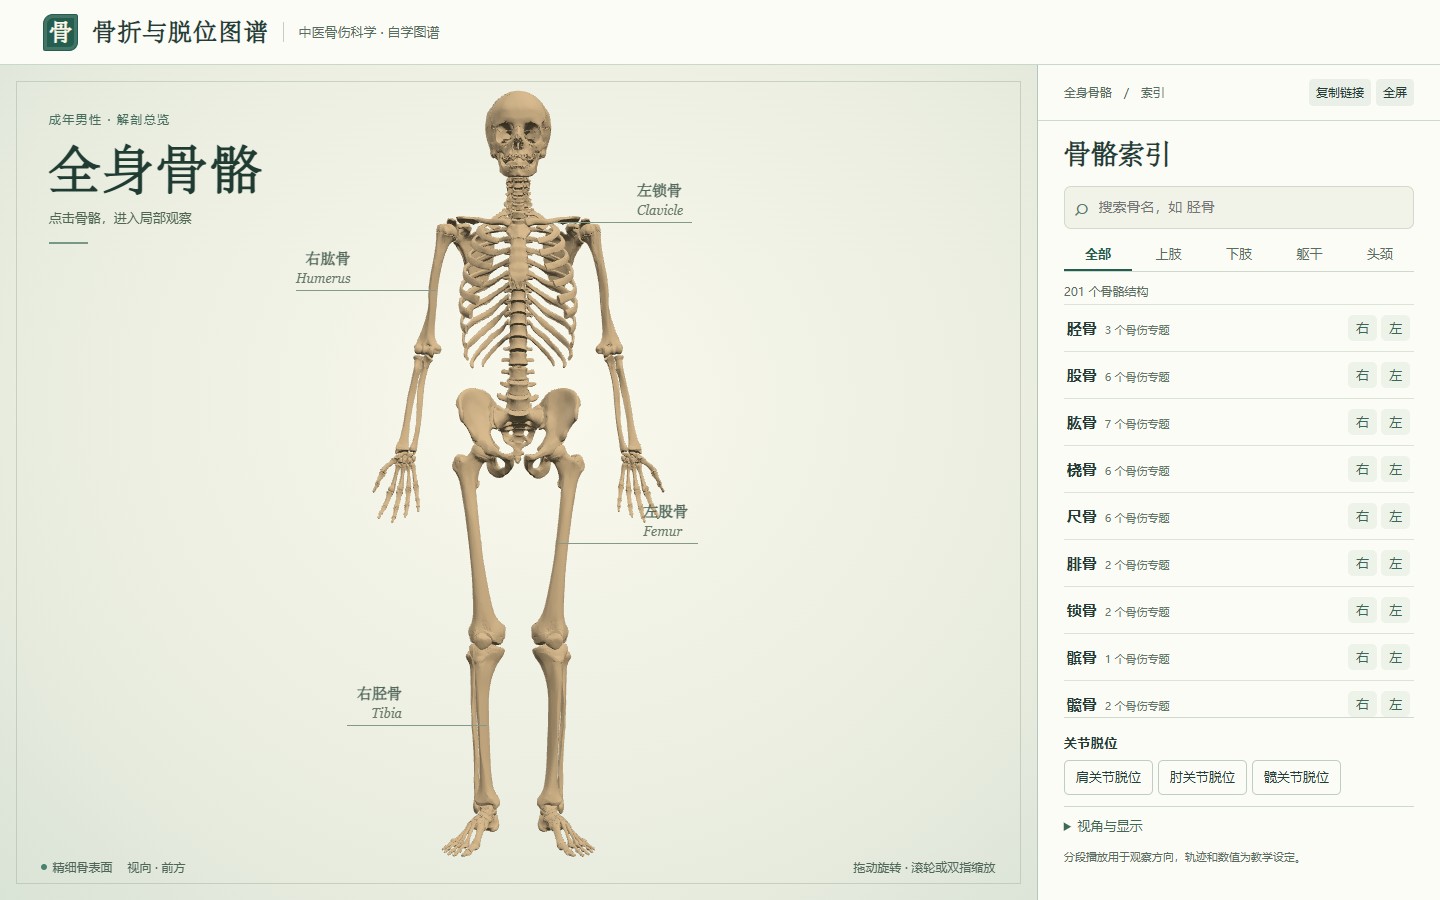 骨 骨折与脱位图谱 中医骨伤科学 · 自学图谱
成年男性 · 解剖总览
全身骨骼
点击骨骼，进入局部观察
左锁骨
Clavicle
右肱骨
Humerus
左股骨
Femur
右胫骨
Tibia
精细骨表面 视向 · 前方
拖动旋转 · 滚轮或双指缩放
全身骨骼 / 索引 复制链接 全屏
骨骼索引
搜索骨名，如 胫骨
全部 上肢 下肢 躯干 头颈
201 个骨骼结构
胫骨 3 个骨伤专题 右 左
股骨 6 个骨伤专题 右 左
肱骨 7 个骨伤专题 右 左
桡骨 6 个骨伤专题 右 左
尺骨 6 个骨伤专题 右 左
腓骨 2 个骨伤专题 右 左
锁骨 2 个骨伤专题 右 左
髌骨 1 个骨伤专题 右 左
髋骨 2 个骨伤专题 右 左
关节脱位
肩关节脱位 肘关节脱位 髋关节脱位
视角与显示
分段播放用于观察方向，轨迹和数值为教学设定。